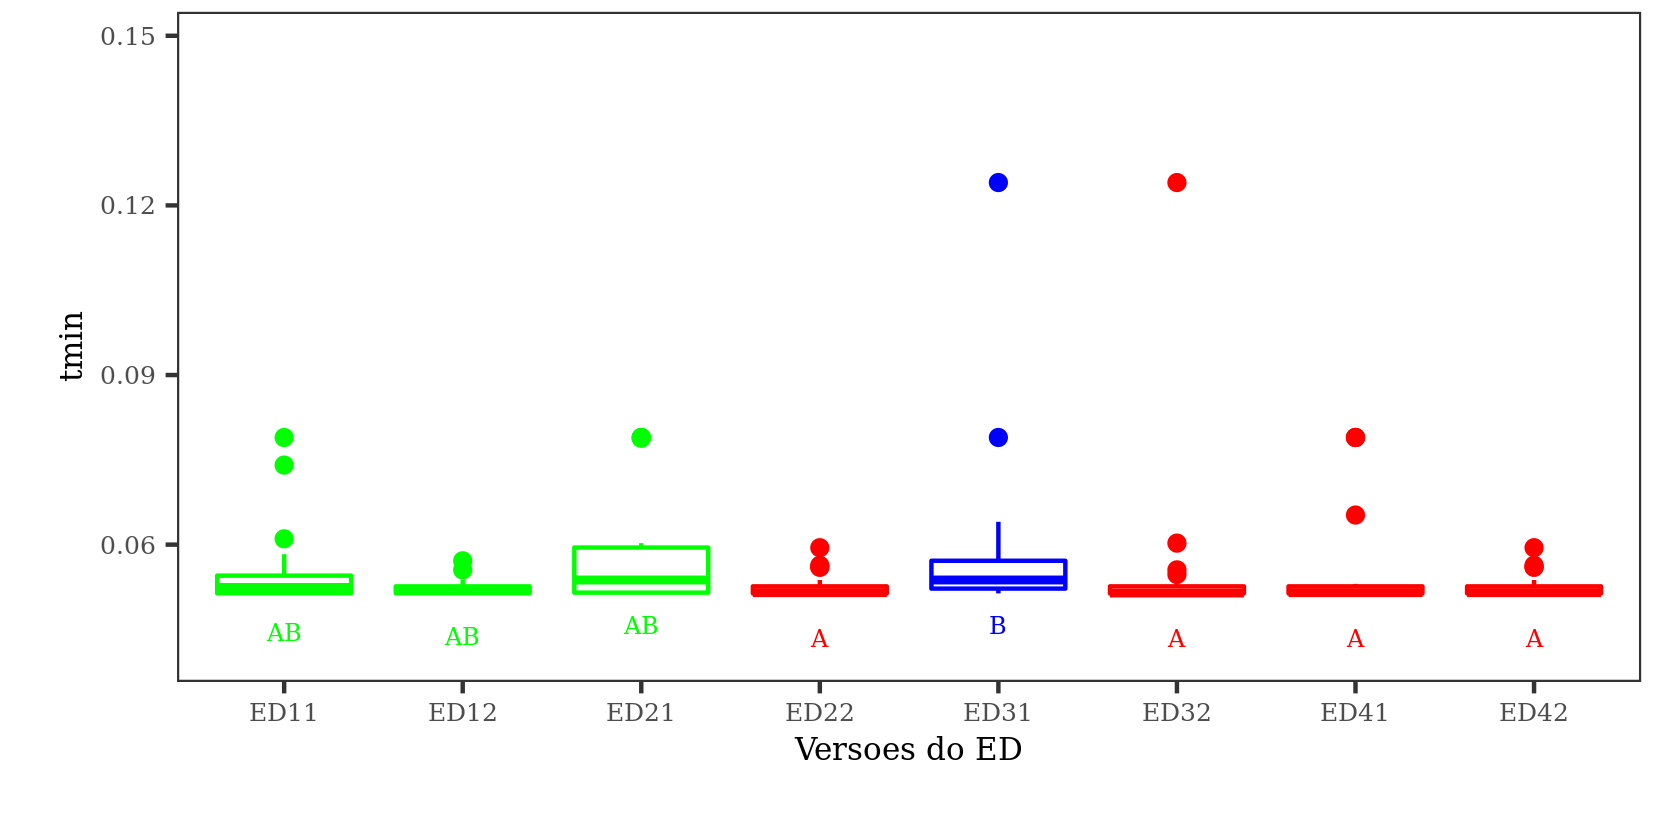 0.15
0.12
0.09
0.06
tmin
AB
AB
AB
A
B
A
A
A
ED11 ED12 ED21 ED22 ED31 ED32 ED41 ED42
Versoes do ED